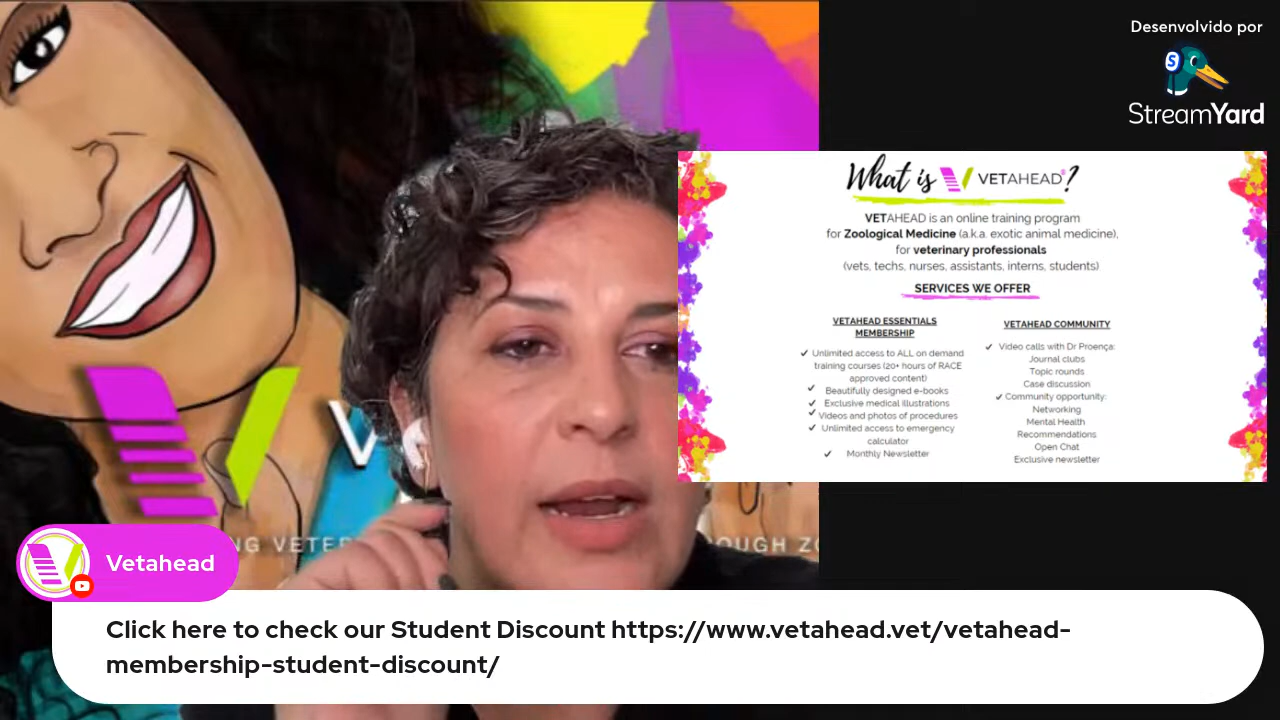 Desenvolvido por
StreamYard
What is VETAHEAD®?
VETAHEAD is an online training program
for Zoological Medicine (a.k.a. exotic animal medicine),
for veterinary professionals
(vets, techs, nurses, assistants, interns, students)
SERVICES WE OFFER
VETAHEAD ESSENTIALS
MEMBERSHIP
✓ Unlimited access to ALL on demand
training courses (20+ hours of RACE
approved content)
✓ Beautifully designed e-books
✓ Exclusive medical illustrations
✓ Videos and photos of procedures
✓ Unlimited access to emergency
calculator
✓ Monthly Newsletter
VETAHEAD COMMUNITY
✓ Video calls with Dr Proença:
Journal clubs
Topic rounds
Case discussion
✓ Community opportunity:
Networking
Mental Health
Recommendations
Open Chat
Exclusive newsletter
Vetahead
Click here to check our Student Discount https://www.vetahead.vet/vetahead-
membership-student-discount/